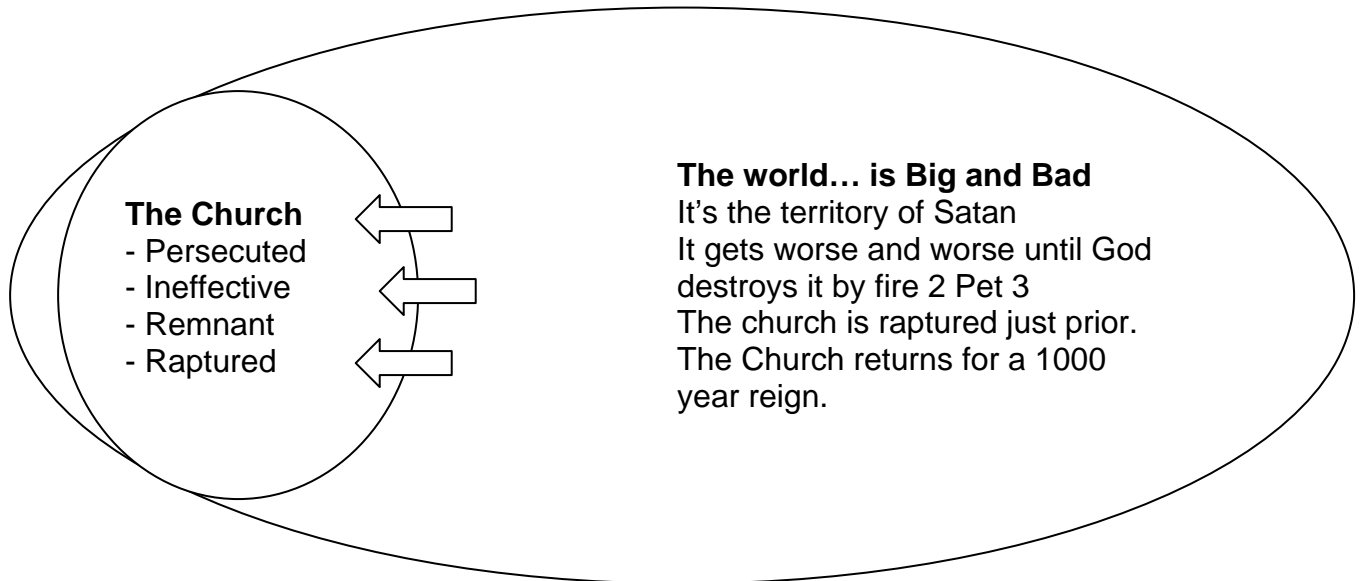 The Church
- Persecuted
- Ineffective
- Remnant
- Raptured
The world… is Big and Bad
It's the territory of Satan
It gets worse and worse until God
destroys it by fire 2 Pet 3
The church is raptured just prior.
The Church returns for a 1000
year reign.